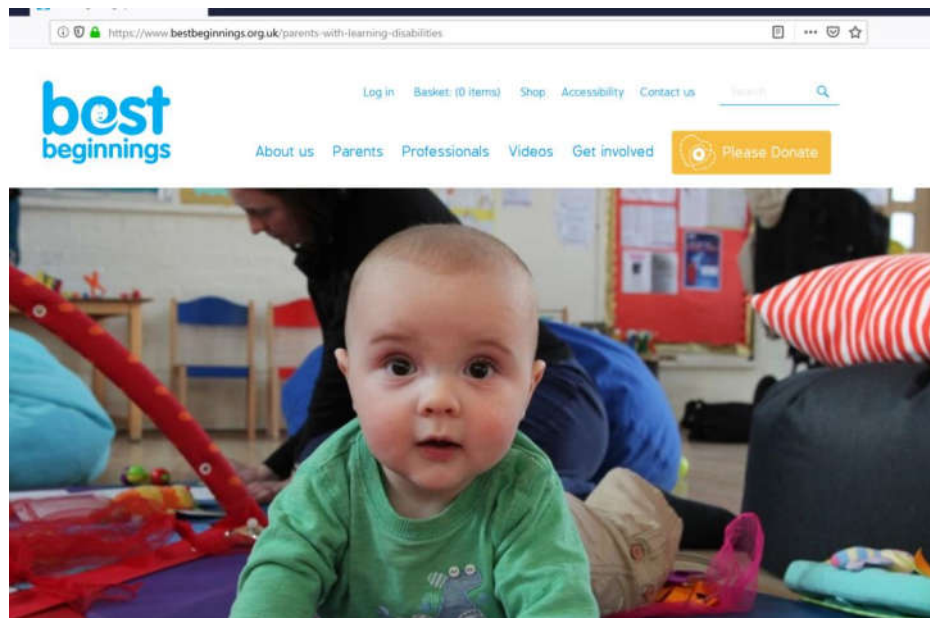 https://www.bestbeginnings.org.uk/parents-with-learning-disabilities
best
beginnings
Log in Basket: (0 items) Shop Accessibility Contact us Search
About us Parents Professionals Videos Get involved Please Donate